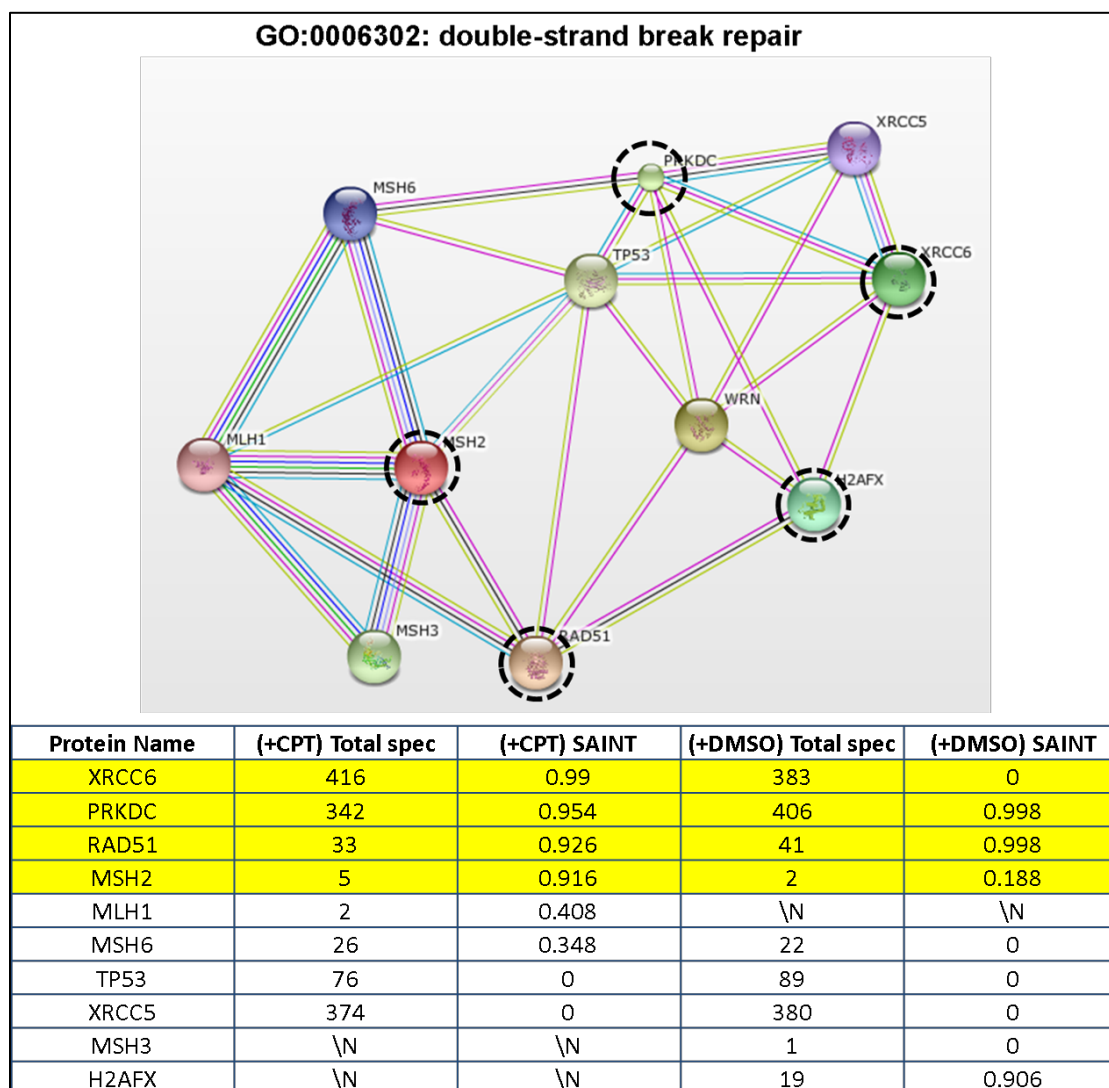 GO:0006302: double-strand break repair
XRCC5
PRKDC
MSH6
XRCC6
TP53
WRN
MLH1
MSH2
H2AFX
MSH3
RAD51
Protein Name (+CPT) Total spec (+CPT) SAINT (+DMSO) Total spec (+DMSO) SAINT
XRCC6 416 0.99 383 0
PRKDC 342 0.954 406 0.998
RAD51 33 0.926 41 0.998
MSH2 5 0.916 2 0.188
MLH1 2 0.408 \N \N
MSH6 26 0.348 22 0
TP53 76 0 89 0
XRCC5 374 0 380 0
MSH3 \N \N 1 0
H2AFX \N \N 19 0.906